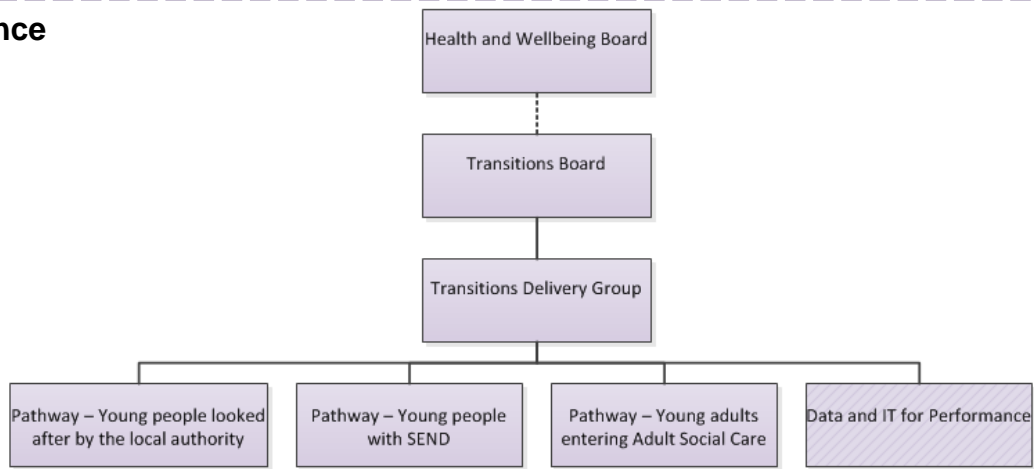 nce
Health and Wellbeing Board
Transitions Board
Transitions Delivery Group
Pathway – Young people looked
after by the local authority
Pathway – Young people
with SEND
Pathway – Young adults
entering Adult Social Care
Data and IT for Performance